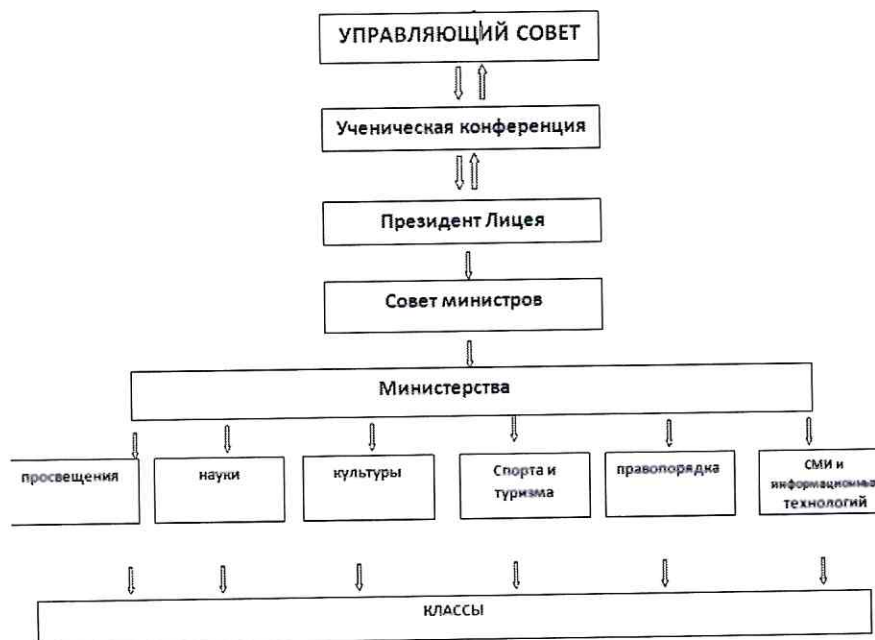 УПРАВЛЯЮЩИЙ СОВЕТ
Ученическая конференция
Президент Лицея
Совет министров
Министерства
просвещения
науки
культуры
Спорта и
туризма
правопорядка
СМИ и
информационных
технологий
КЛАССЫ